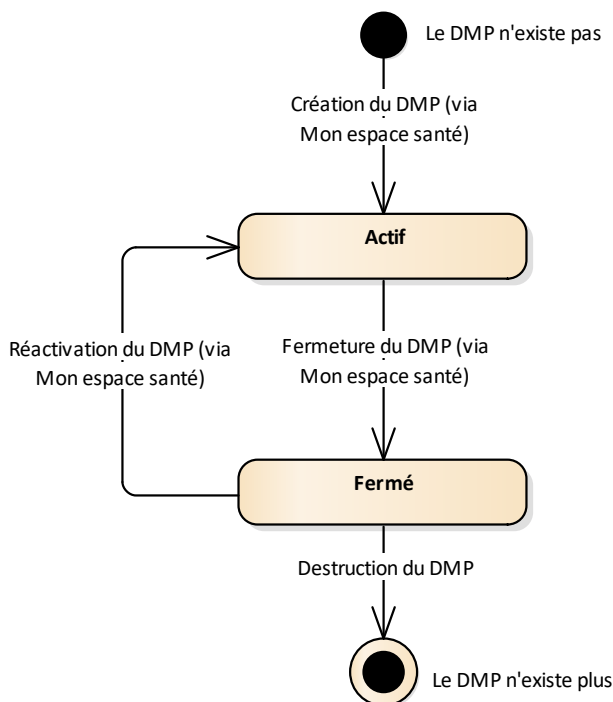 Le DMP n'existe pas
Création du DMP (via
Mon espace santé)
Actif
Réactivation du DMP (via
Mon espace santé)
Fermeture du DMP (via
Mon espace santé)
Fermé
Destruction du DMP
Le DMP n'existe plus